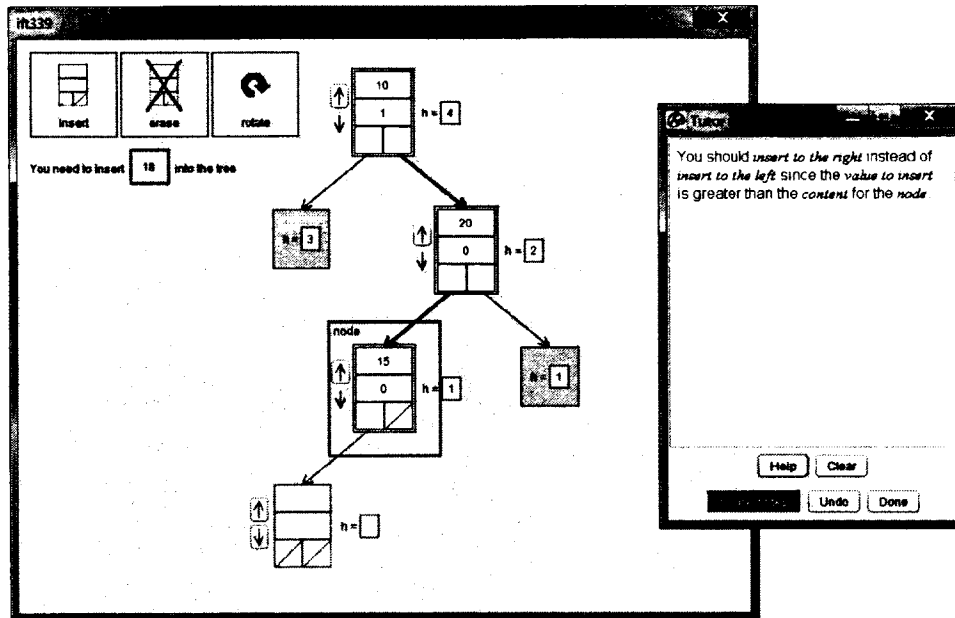 ift339
X
insert
erase
rotate
You need to insert 18 into the tree
10
1
h = 4
h = 3
20
0
h = 2
node
15
0
h = 1
h = 1
h =
Tutor
X
You should insert to the right instead of
insert to the left since the value to insert
is greater than the content for the node.
Help
Clear
Undo
Done